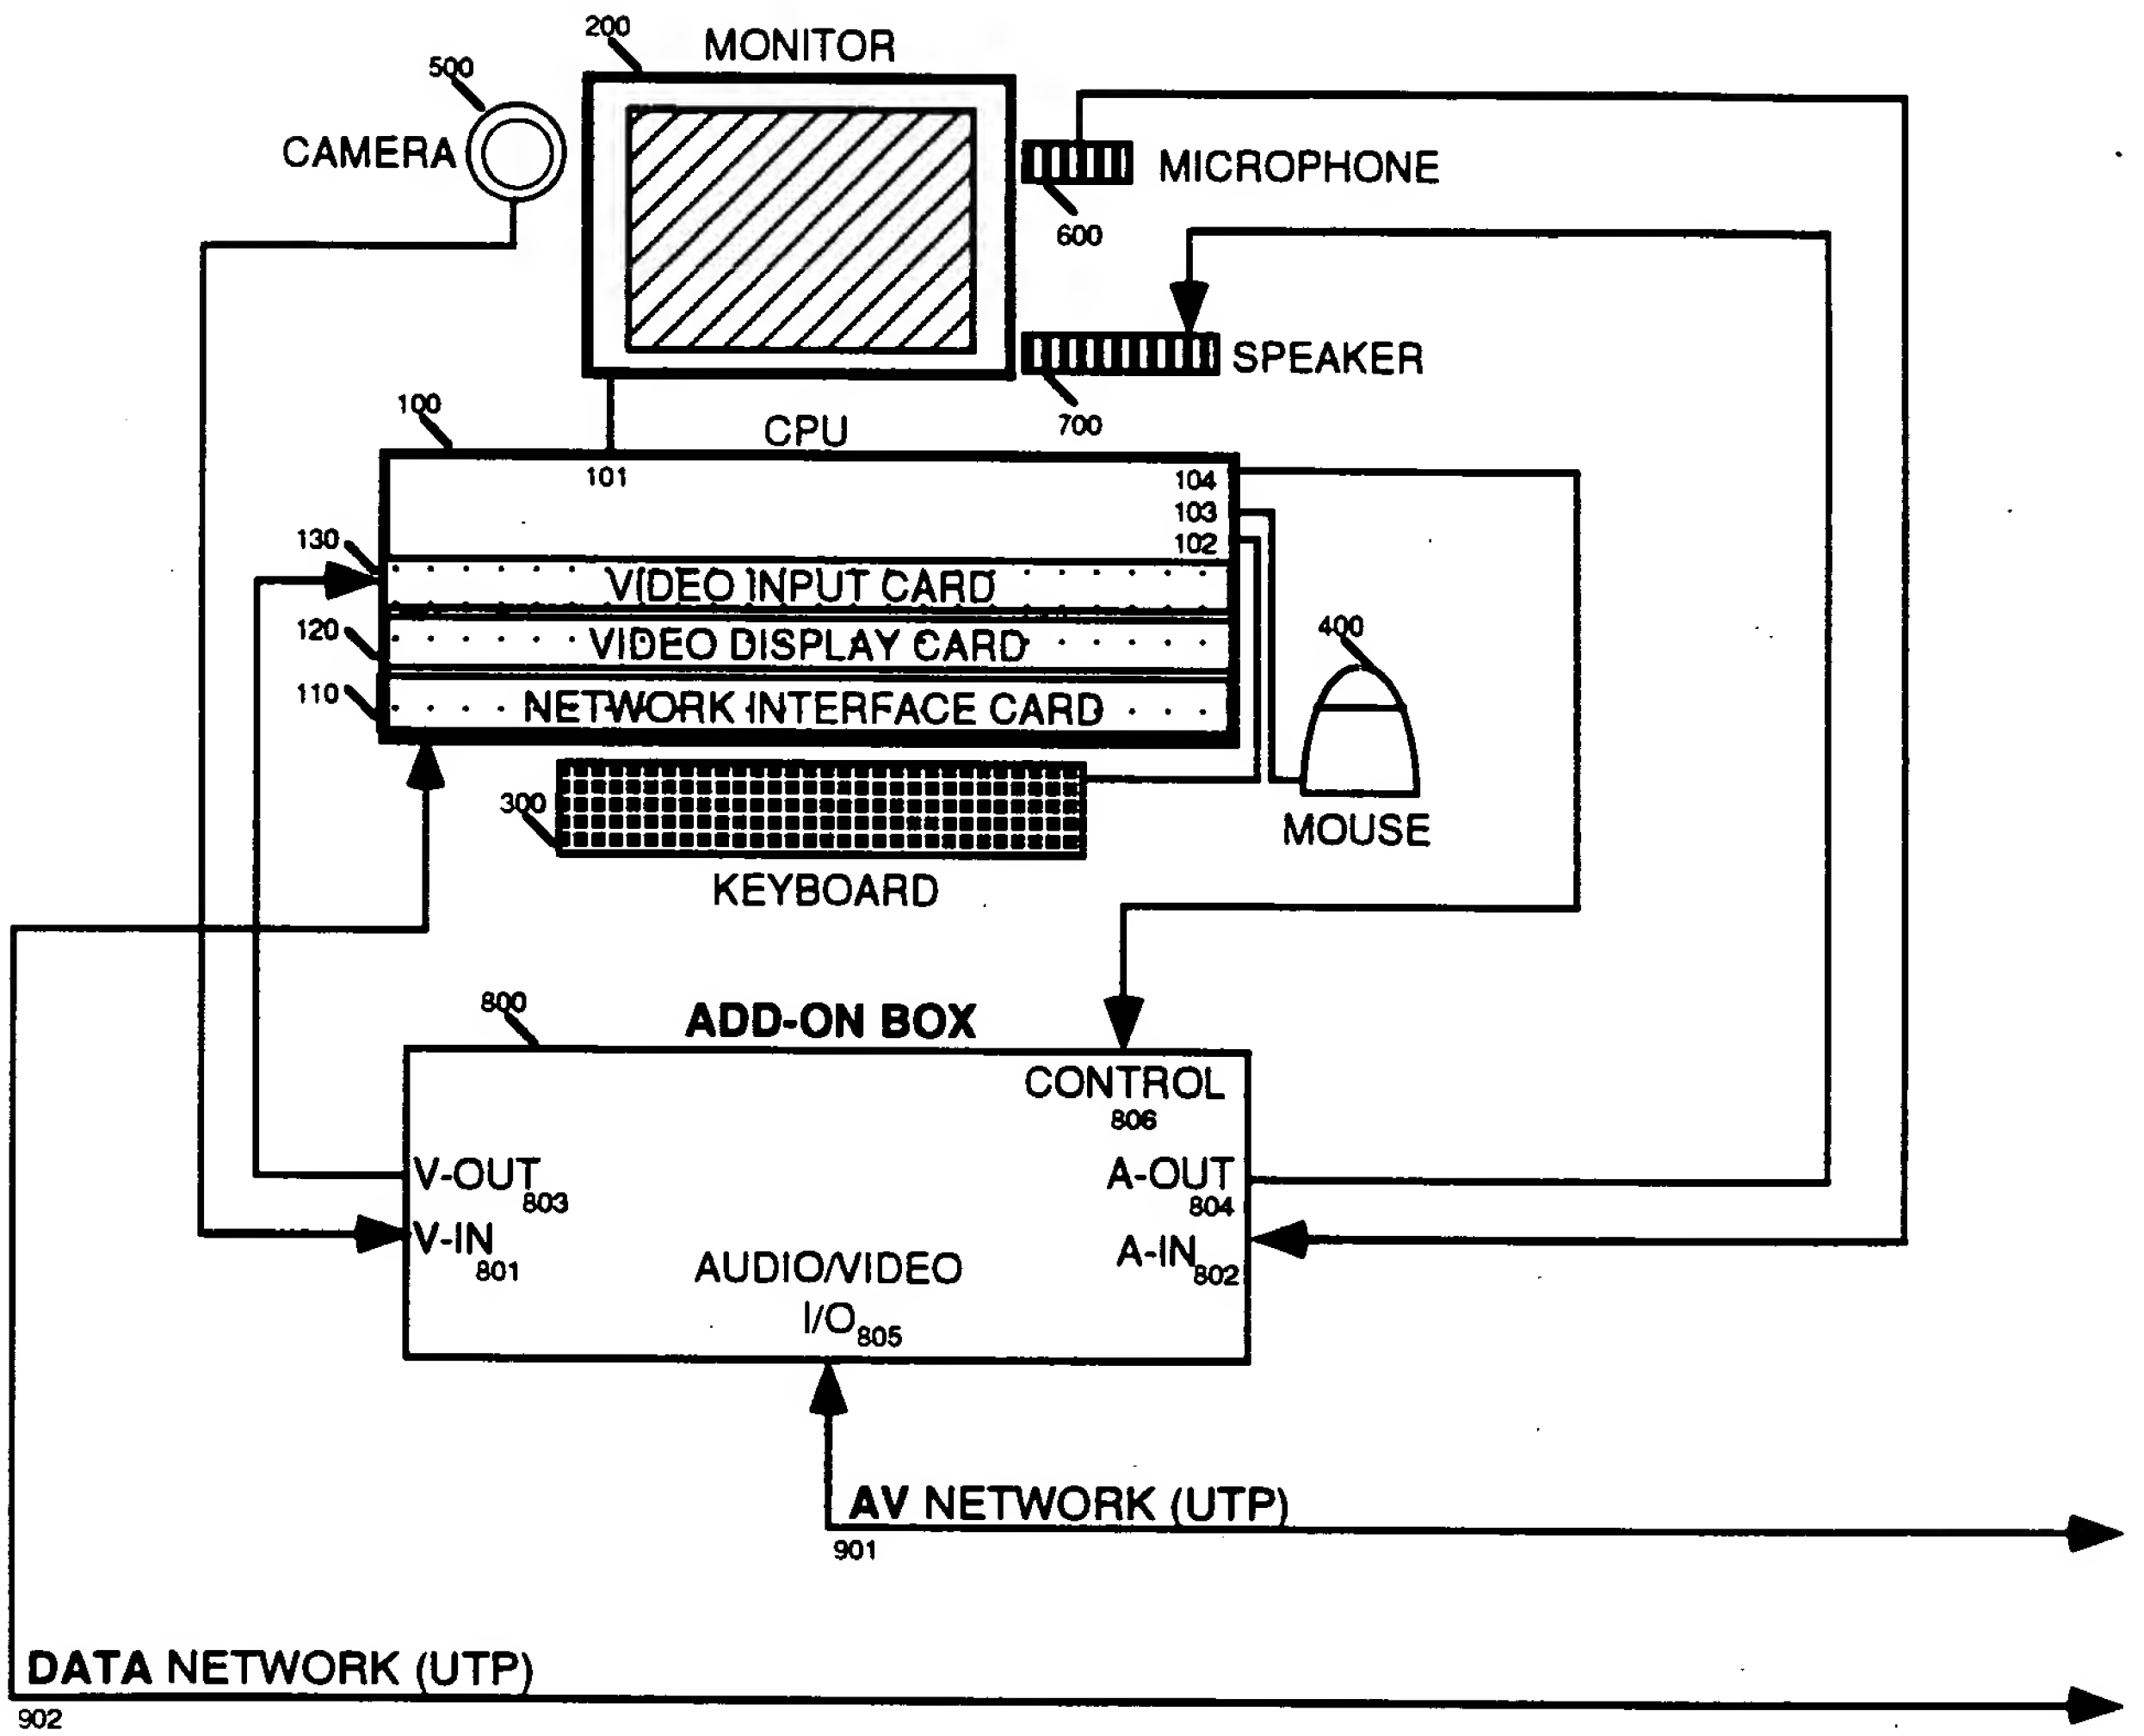 200
MONITOR
500
CAMERA
MICROPHONE
600
SPEAKER
700
100
CPU
101
104
103
102
130
VIDEO INPUT CARD
120
VIDEO DISPLAY CARD
110
NETWORK INTERFACE CARD
400
MOUSE
300
KEYBOARD
800
ADD-ON BOX
CONTROL
806
V-OUT
803
A-OUT
804
V-IN
801
A-IN
802
AUDIO/VIDEO
I/O
805
AV NETWORK (UTP)
901
DATA NETWORK (UTP)
902